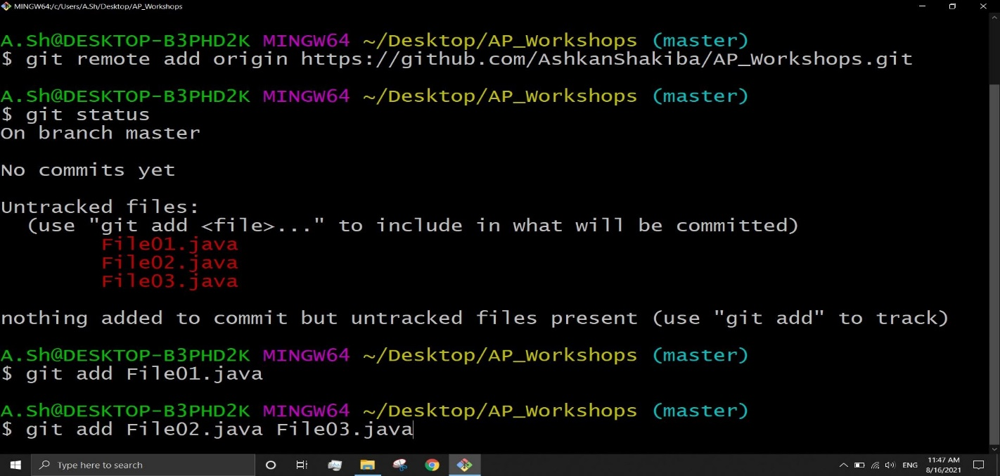 MINGW64:/c/Users/A.Sh/Desktop/AP_Workshops
A.Sh@DESKTOP-B3PHD2K MINGW64 ~/Desktop/AP_Workshops (master)
$ git remote add origin https://github.com/AshkanShakiba/AP_Workshops.git
A.Sh@DESKTOP-B3PHD2K MINGW64 ~/Desktop/AP_Workshops (master)
$ git status
On branch master
No commits yet
Untracked files:
(use "git add <file>..." to include in what will be committed)
File01.java
File02.java
File03.java
nothing added to commit but untracked files present (use "git add" to track)
A.Sh@DESKTOP-B3PHD2K MINGW64 ~/Desktop/AP_Workshops (master)
$ git add File01.java
A.Sh@DESKTOP-B3PHD2K MINGW64 ~/Desktop/AP_Workshops (master)
$ git add File02.java File03.java
Type here to search
ENG
11:47 AM
8/16/2021